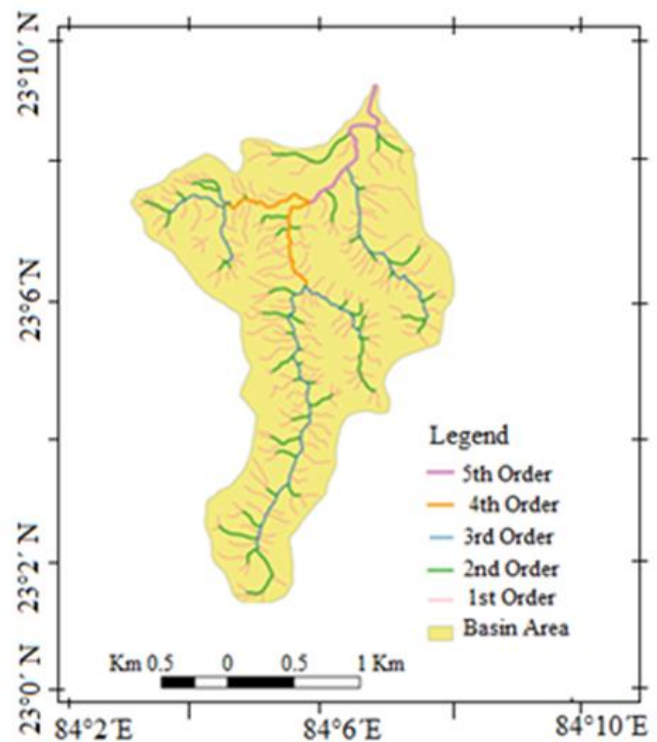 23°10´ N
23°6´N
23°2´ N
23°0´ N
Legend
5th Order
4th Order
3rd Order
2nd Order
1st Order
Basin Area
Km 0.5 0 0.5 1 Km
84°2´E 84°6´E 84°10´E